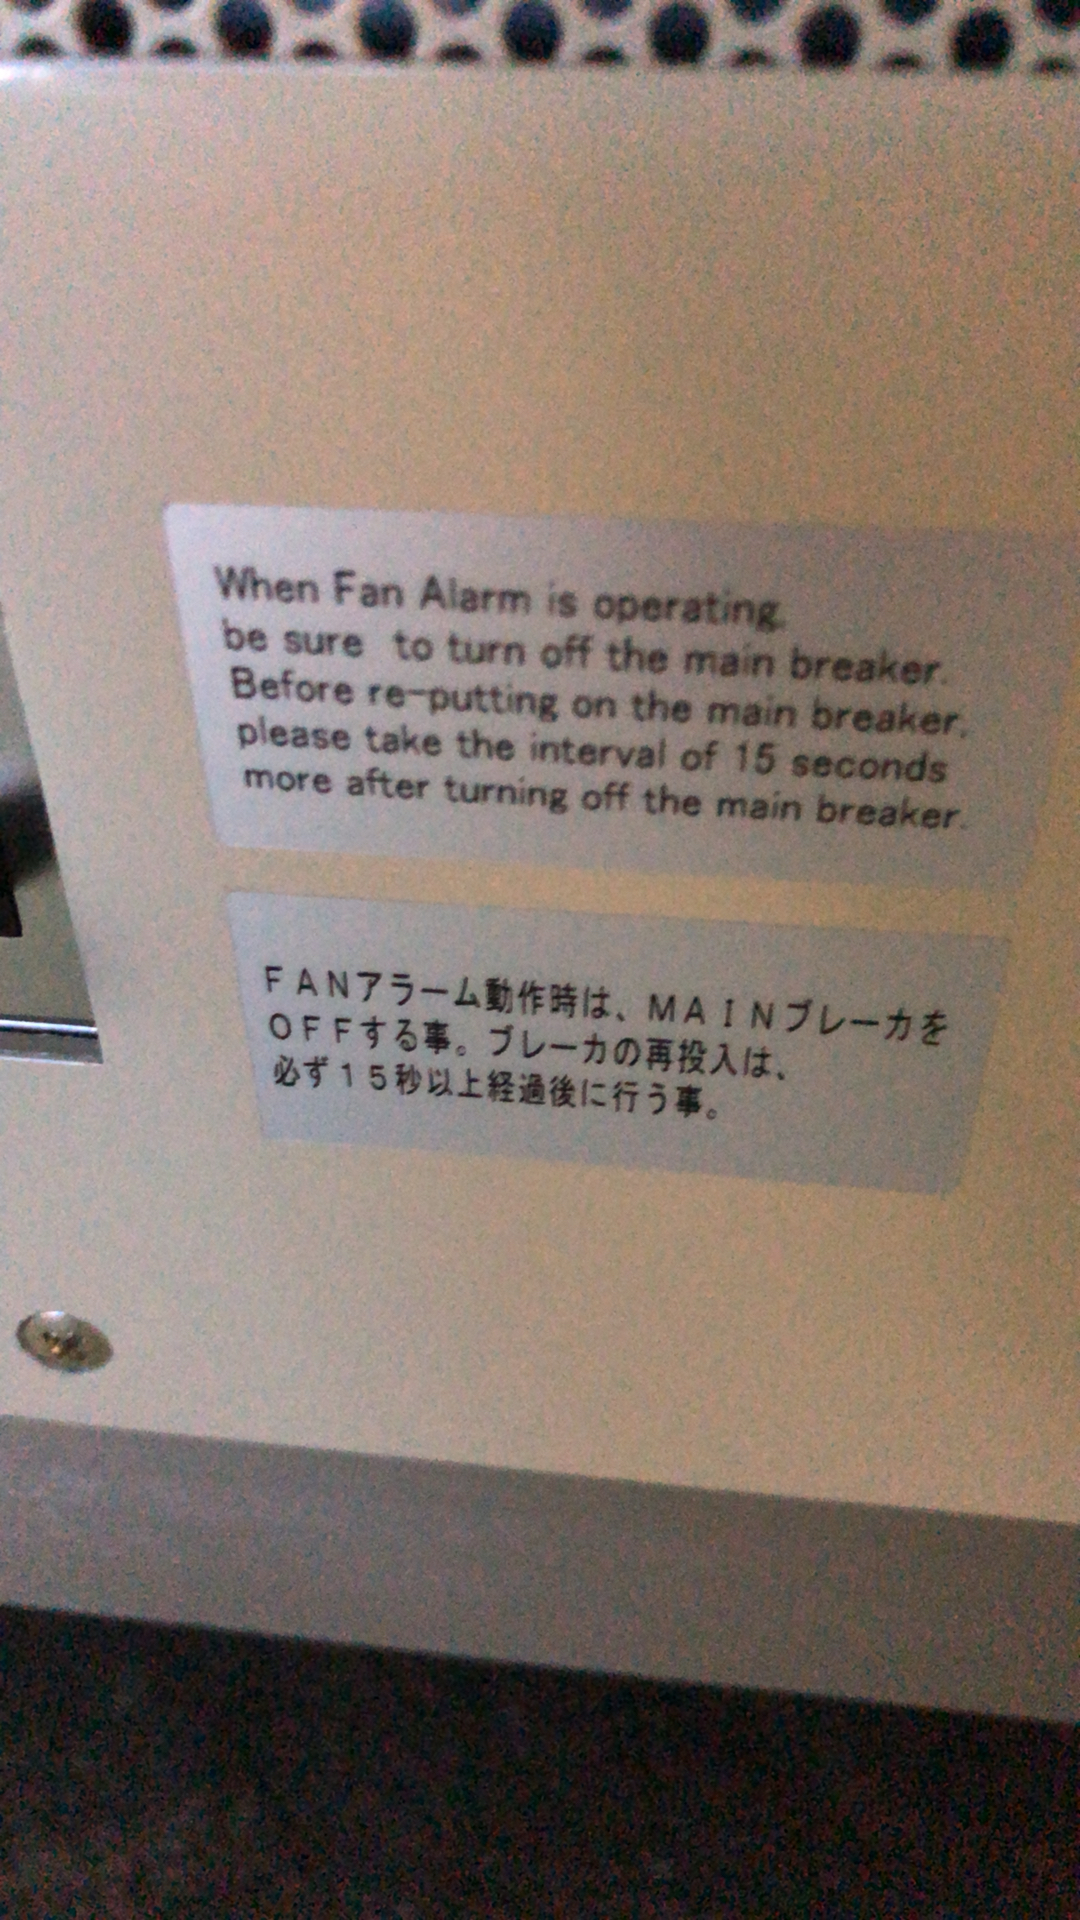 When Fan Alarm is operating,
be sure to turn off the main breaker.
Before re-putting on the main breaker,
please take the interval of 15 seconds
more after turning off the main breaker.
FANアラーム動作時は、MAINブレーカを
OFFする事。ブレーカの再投入は、
必ず15秒以上経過後に行う事。